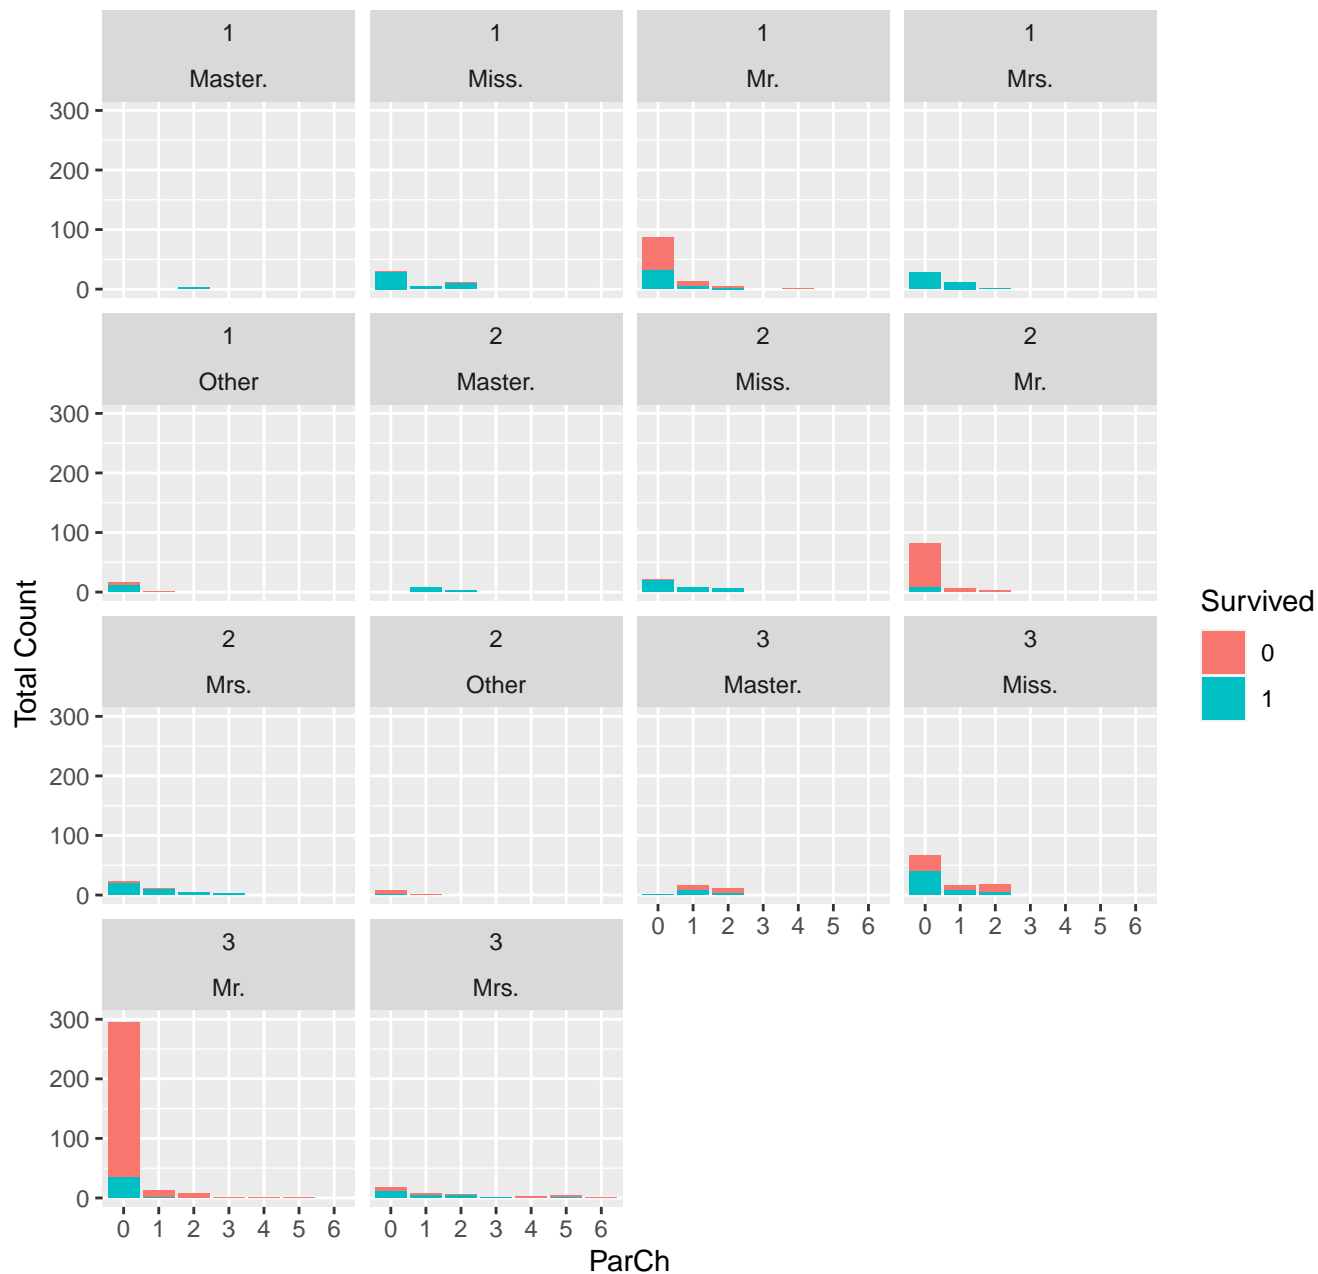 1 1 1 1
Master. Miss. Mr. Mrs.
300
200
100
0
1 2 2 2
Other Master. Miss. Mr.
300
200
100
0
2 2 3 3
Mrs. Other Master. Miss.
300
200
100
0
0 1 2 3 4 5 6 0 1 2 3 4 5 6
3 3
Mr. Mrs.
300
200
100
0
0 1 2 3 4 5 6 0 1 2 3 4 5 6
ParCh
Total Count
Survived
0
1